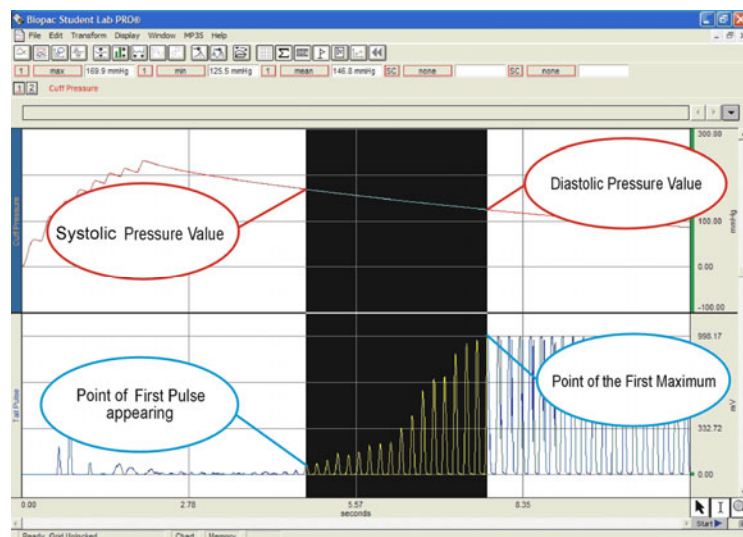 Biopac Student Lab PRO®
File Edit Transform Display Window MP35 Help
1 max 169.9 mmHg 1 min 125.5 mmHg 1 mean 146.8 mmHg SC none SC none
1 2 Cuff Pressure
300.00
Cuff Pressure
Systolic Pressure Value
Diastolic Pressure Value
100.00
mmHg
0.00
-100.00
Tail Pulse
998.17
Point of First Pulse
appearing
Point of the First Maximum
mV
332.72
0.00
0.00 2.78 5.57 8.35
seconds
Start
Ready. Grid Unlocked Chart Memory